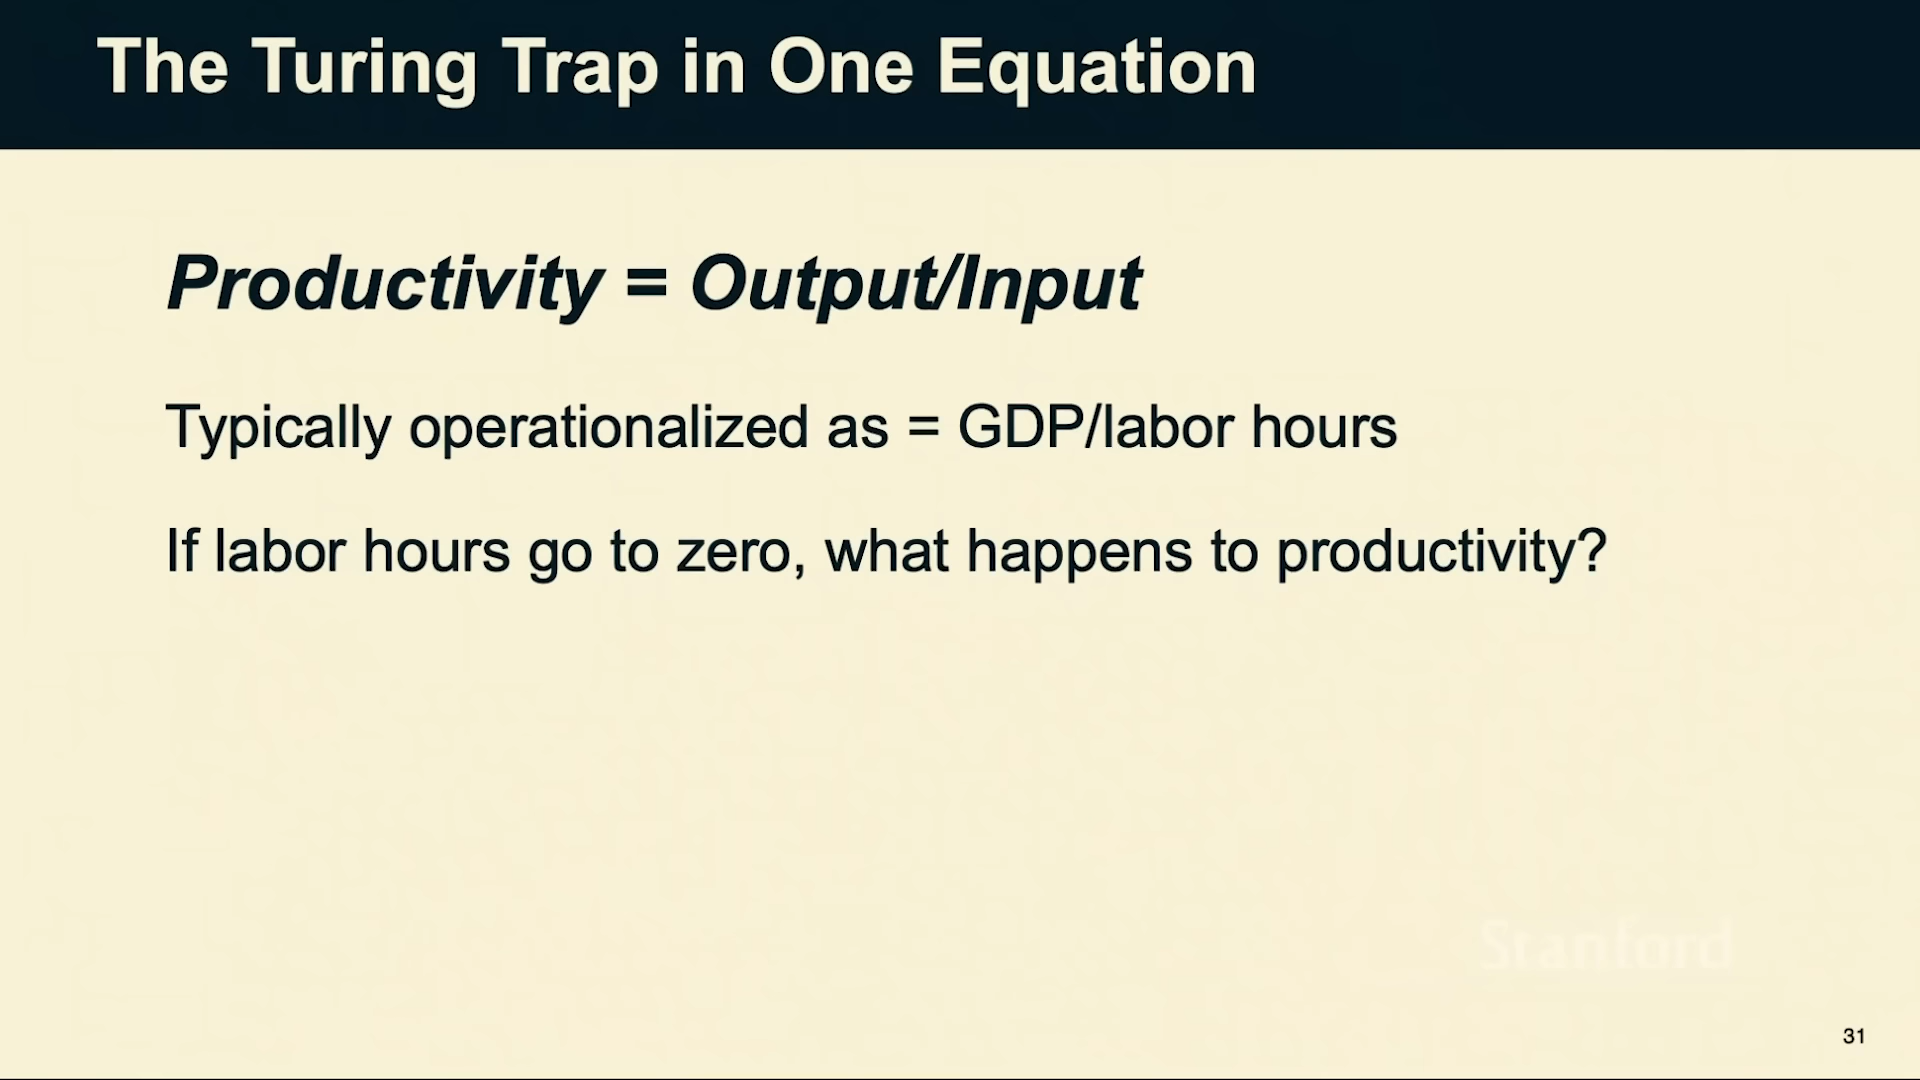 The Turing Trap in One Equation
Productivity = Output/Input
Typically operationalized as = GDP/labor hours
If labor hours go to zero, what happens to productivity?
Stanford
31